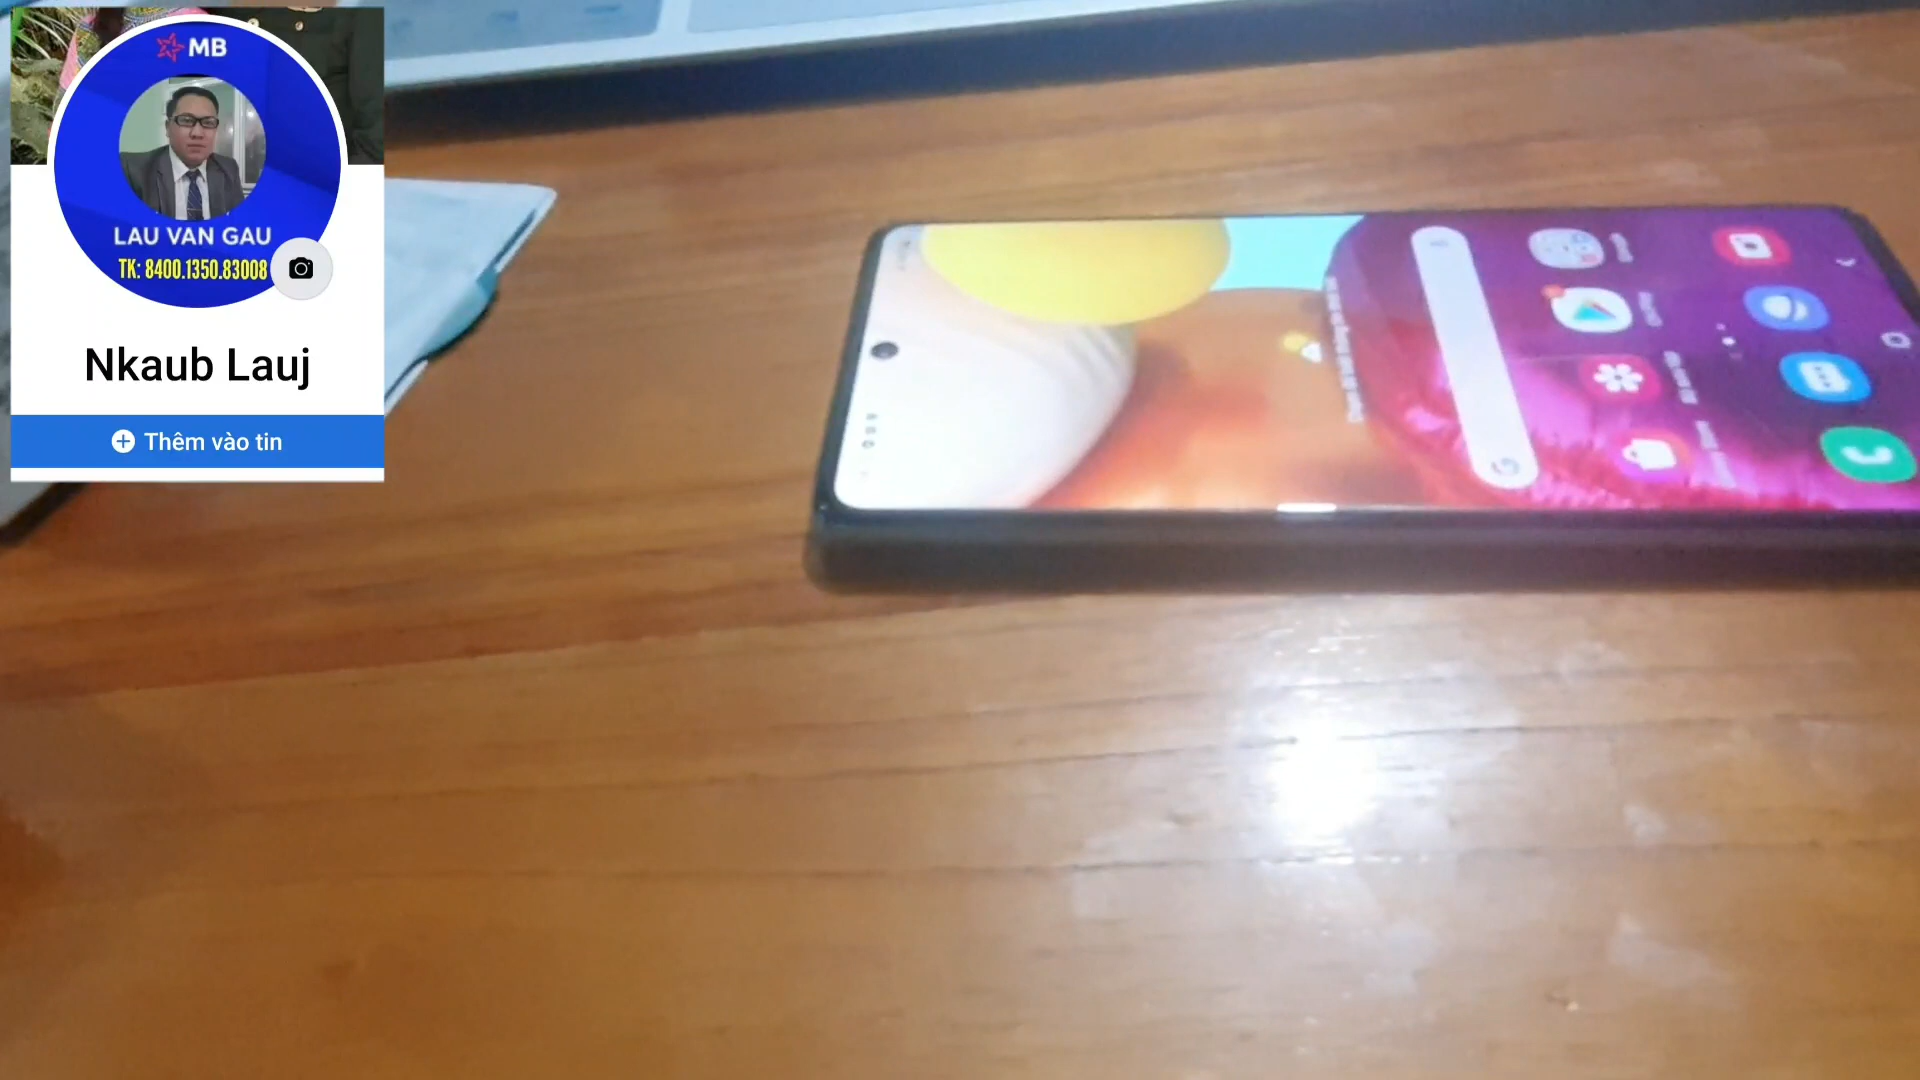 MB
LAU VAN GAU
TK: 8400.1350.83008
Nkaub Lauj
Thêm vào tin